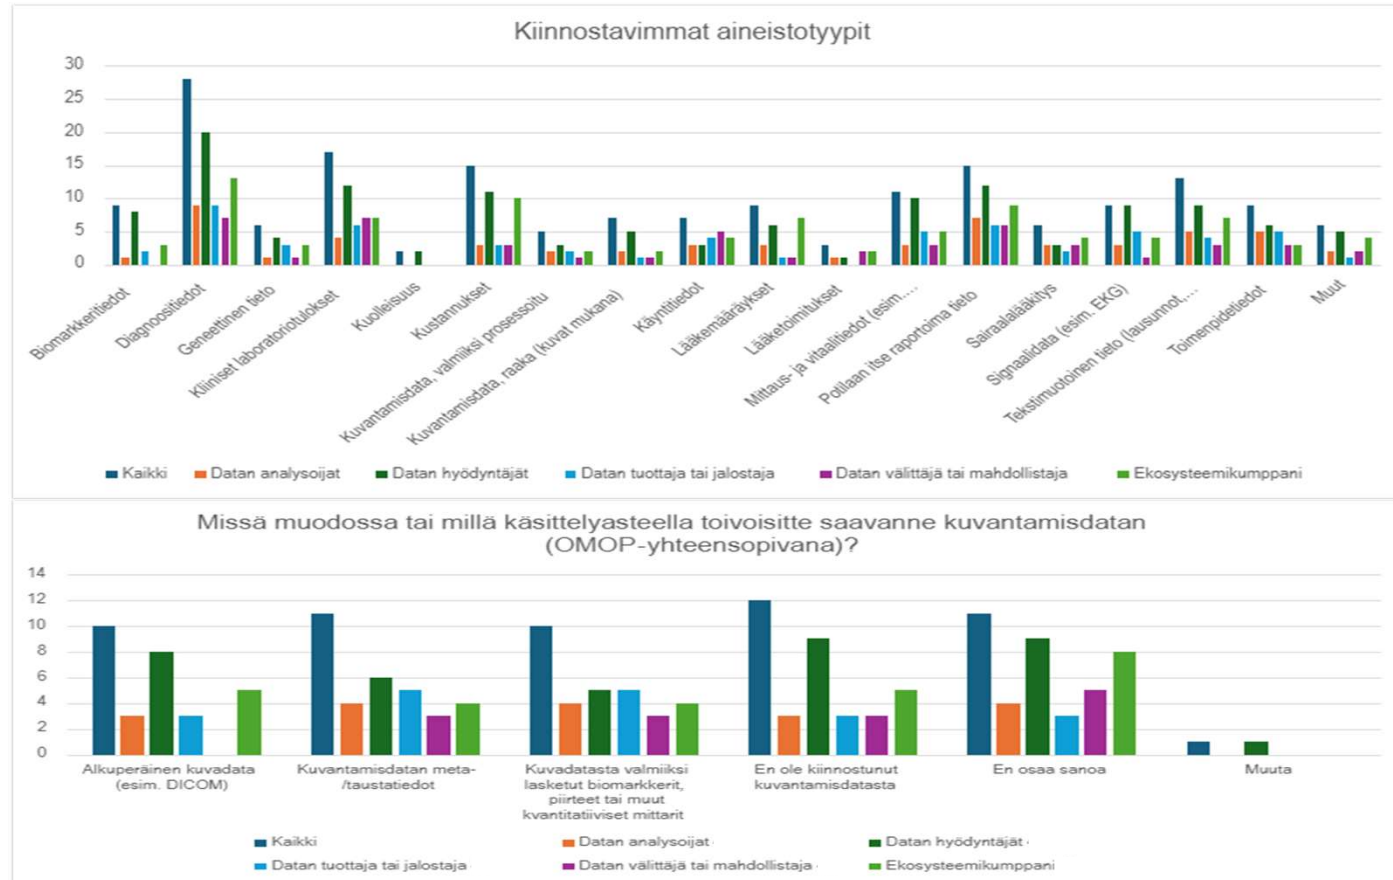 Kiinnostavimmat aineistotyypit
30
25
20
15
10
5
0
Biomarkkeritiedot
Diagnoositiedot
Geneettinen tieto
Kliiniset laboratoriotulokset
Kuolleisuus
Kustannukset
Kuvantamisdata, valmiiksi prosessoitu
Kuvantamisdata, raaka (kuvat mukana)
Käyntitiedot
Lääkemääräykset
Lääketoimitukset
Mittaus- ja vitaalitiedot (esim....
Potilaan itse raportoima tieto
Sairaalalääkitys
Signaalidata (esim. EKG)
Tekstimuotoinen tieto (lausunnot,...
Toimenpidetiedot
Muut
Kaikki
Datan analysoijat
Datan hyödyntäjät
Datan tuottaja tai jalostaja
Datan välittäjä tai mahdollistaja
Ekosysteemikumppani
Missä muodossa tai millä käsittelyasteella toivoisitte saavanne kuvantamisdatan
(OMOP-yhteensopivana)?
14
12
10
8
6
4
2
0
Alkuperäinen kuvadata
(esim. DICOM)
Kuvantamisdatan meta-
/taustatiedot
Kuvadatasta valmiiksi
lasketut biomarkkerit,
piirteet tai muut
kvantitatiiviset mittarit
En ole kiinnostunut
kuvantamisdatasta
En osaa sanoa
Muuta
Kaikki
Datan analysoijat
Datan hyödyntäjät
Datan tuottaja tai jalostaja
Datan välittäjä tai mahdollistaja
Ekosysteemikumppani